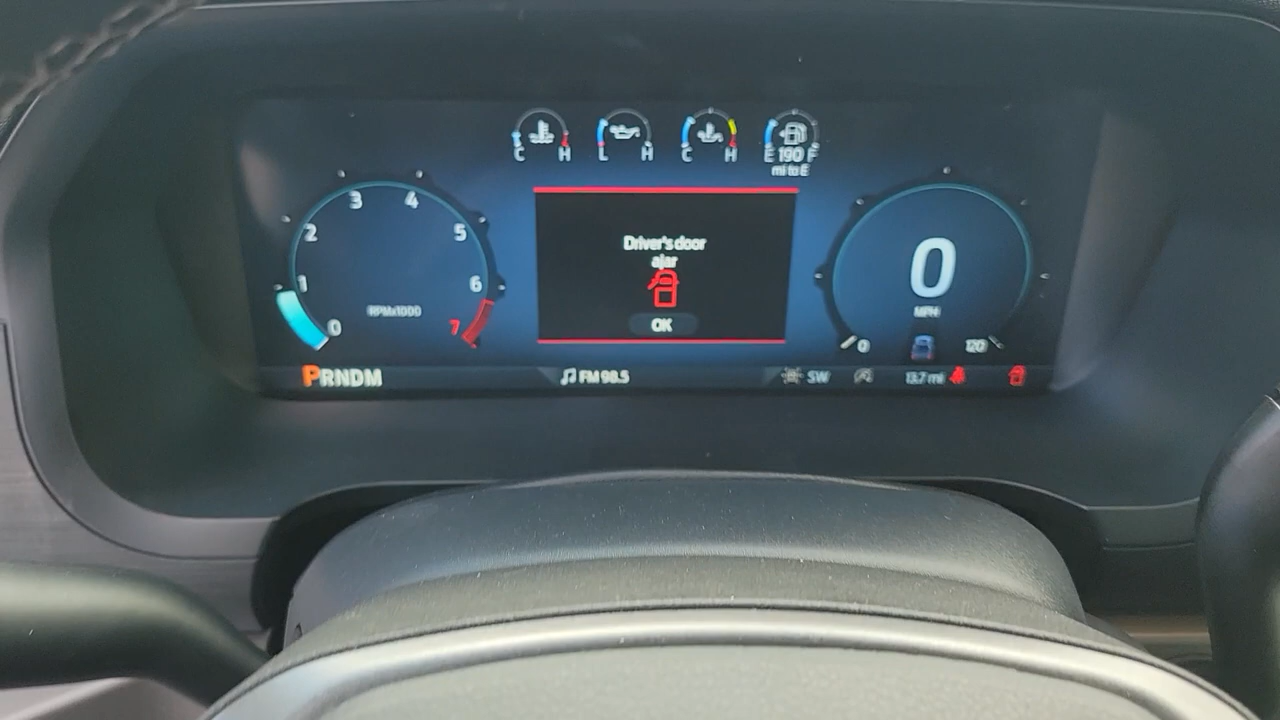 C H
L H
C H
E 190 F
mi to E
0 1 2 3 4 5 6 7
RPMx1000
Driver's door
ajar
OK
0
MPH
0 120
PRNDM
FM 98.5
SW
13.7 mi